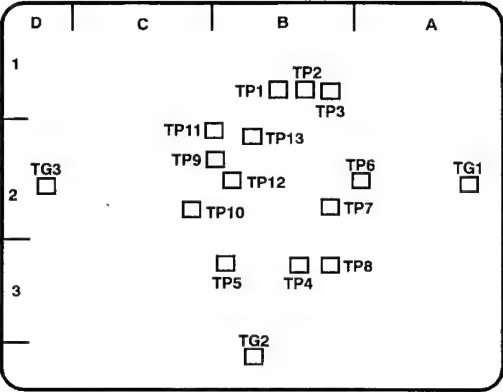 D C B A
1
TP2
TP1
TP3
TP11
TP13
TP9
TG3
TP6
TG1
TP12
2
TP10
TP7
TP8
TP5
TP4
3
TG2